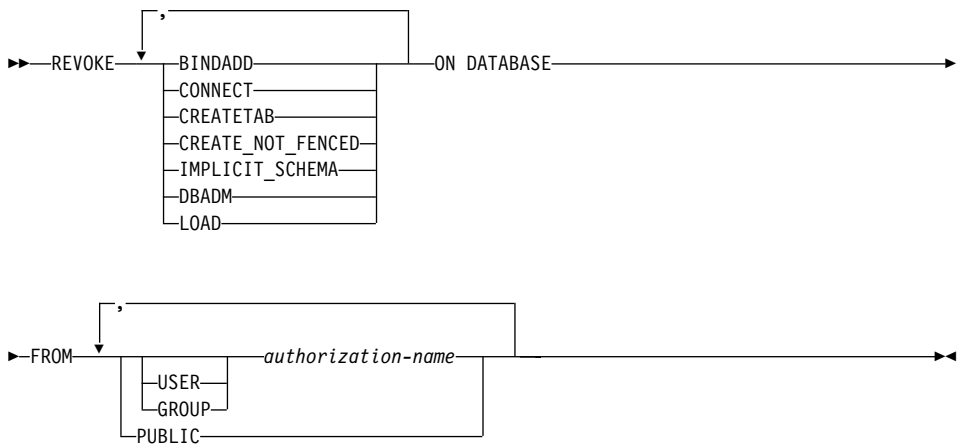 ,
REVOKE BINDADD ON DATABASE
CONNECT
CREATETAB
CREATE_NOT_FENCED
IMPLICIT_SCHEMA
DBADM
LOAD
,
FROM authorization-name
USER
GROUP
PUBLIC